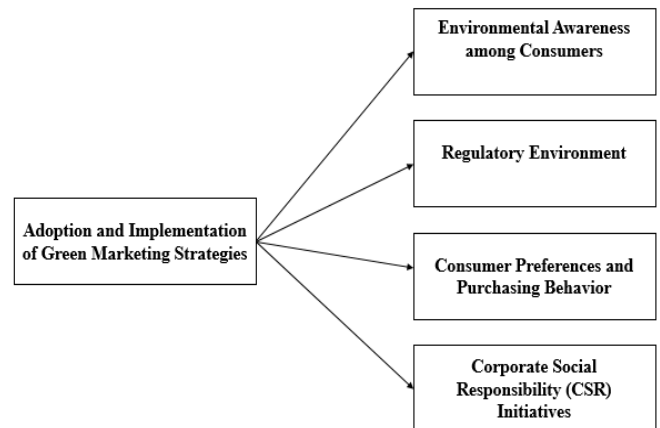 Environmental Awareness
among Consumers
Regulatory Environment
Adoption and Implementation
of Green Marketing Strategies
Consumer Preferences and
Purchasing Behavior
Corporate Social
Responsibility (CSR)
Initiatives